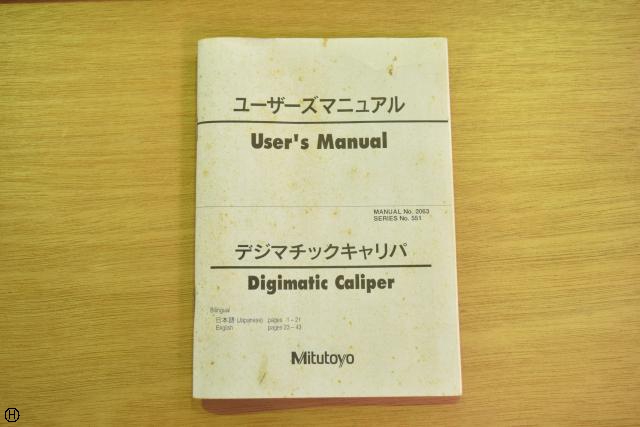 ユーザーズマニュアル
User's Manual
MANUAL No. 2063
SERIES No. 551
デジマチックキャリパ
Digimatic Caliper
Bilingual
日本語 (Japanese) pages 1 – 21
English pages 23 – 43
Mitutoyo
H